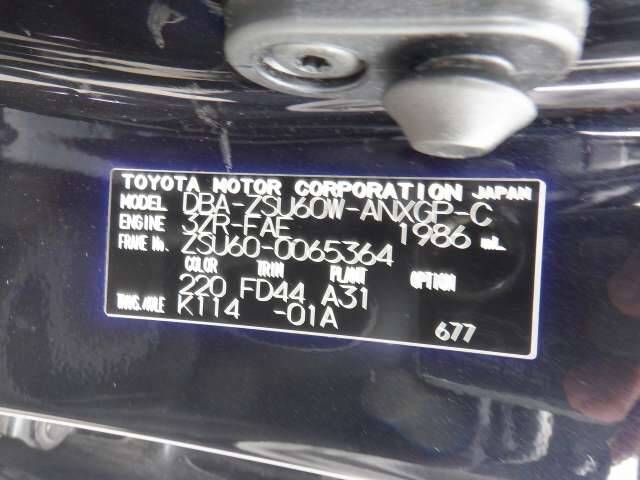 TOYOTA MOTOR CORPORATION JAPAN
MODEL DBA-ZSU60W-ANXGP-C
ENGINE 3ZR-FAE 1986 mL.
FRAME No. ZSU60-0065364
COLOR TRIM PLANT OPTION
220 FD44 A31
TRANS./AXLE K114 -01A 677